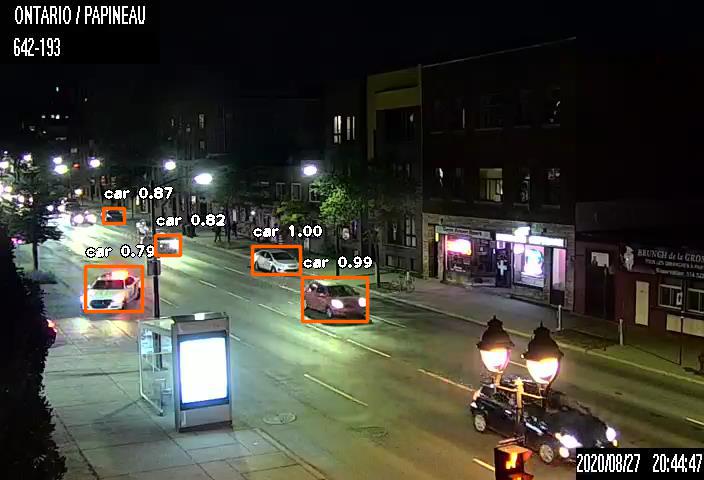 ONTARIO / PAPINEAU
642-193
car 0.87
car 0.82
car 1.00
car 0.79
car 0.99
BRUNCH de la GROS
2020/08/27 20:44:47